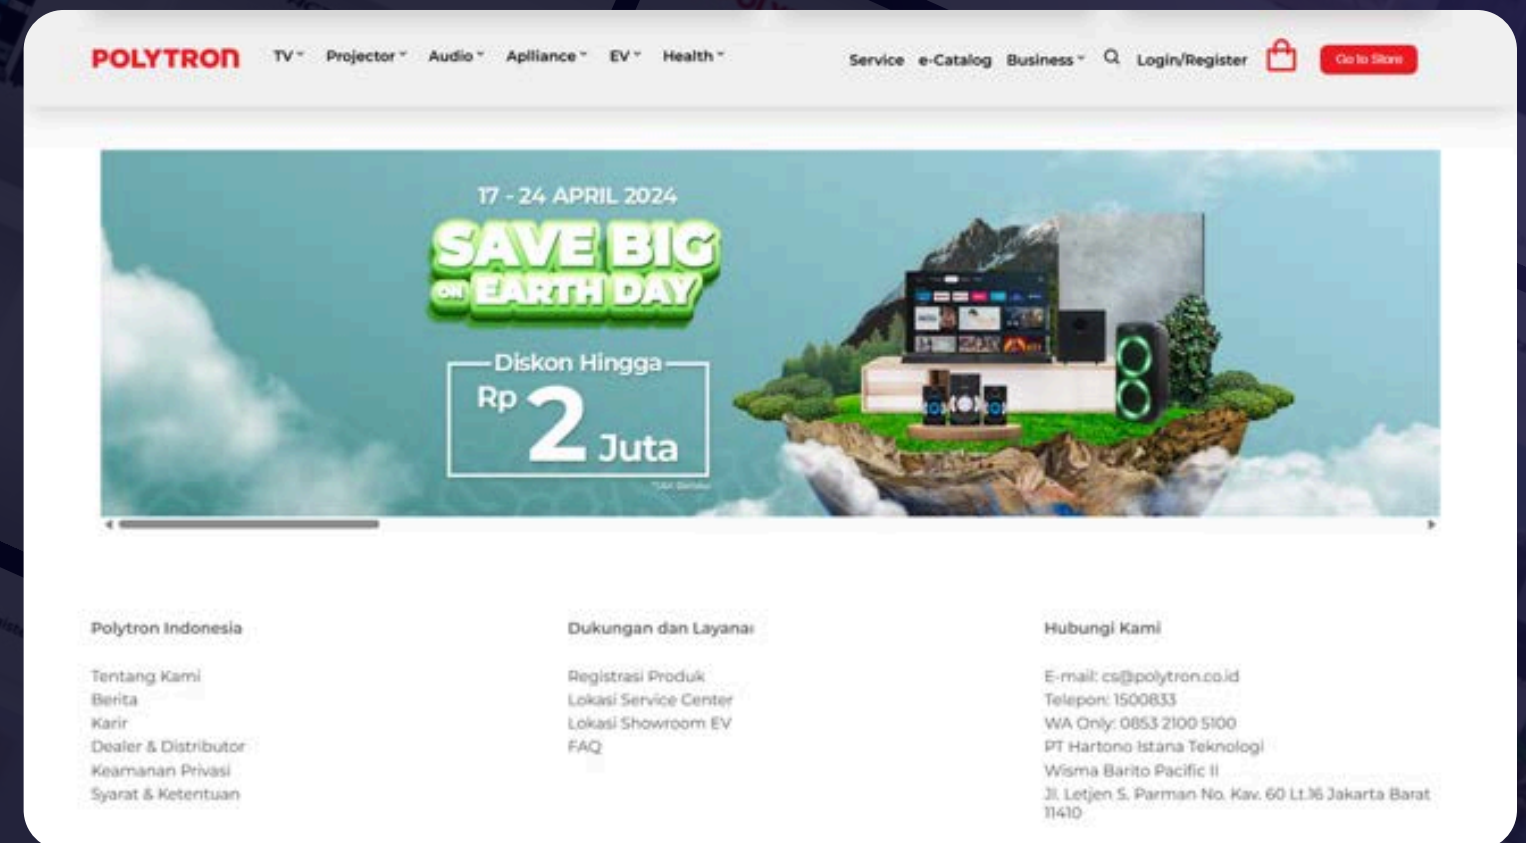 POLYTRON TV Projector Audio Aplliance EV Health Service e-Catalog Business Login/Register Go to Store
17 - 24 APRIL 2024
SAVE BIG
ON EARTH DAY
Diskon Hingga
Rp 2 Juta
Polytron Indonesia
Tentang Kami
Berita
Karir
Dealer & Distributor
Keamanan Privasi
Syarat & Ketentuan
Dukungan dan Layana
Registrasi Produk
Lokasi Service Center
Lokasi Showroom EV
FAQ
Hubungi Kami
E-mail: cs@polytron.co.id
Telepon: 1500833
WA Only: 0853 2100 5100
PT Hartono Istana Teknologi
Wisma Barito Pacific II
Jl. Letjen S. Parman No. Kav. 60 Lt.16 Jakarta Barat
11410